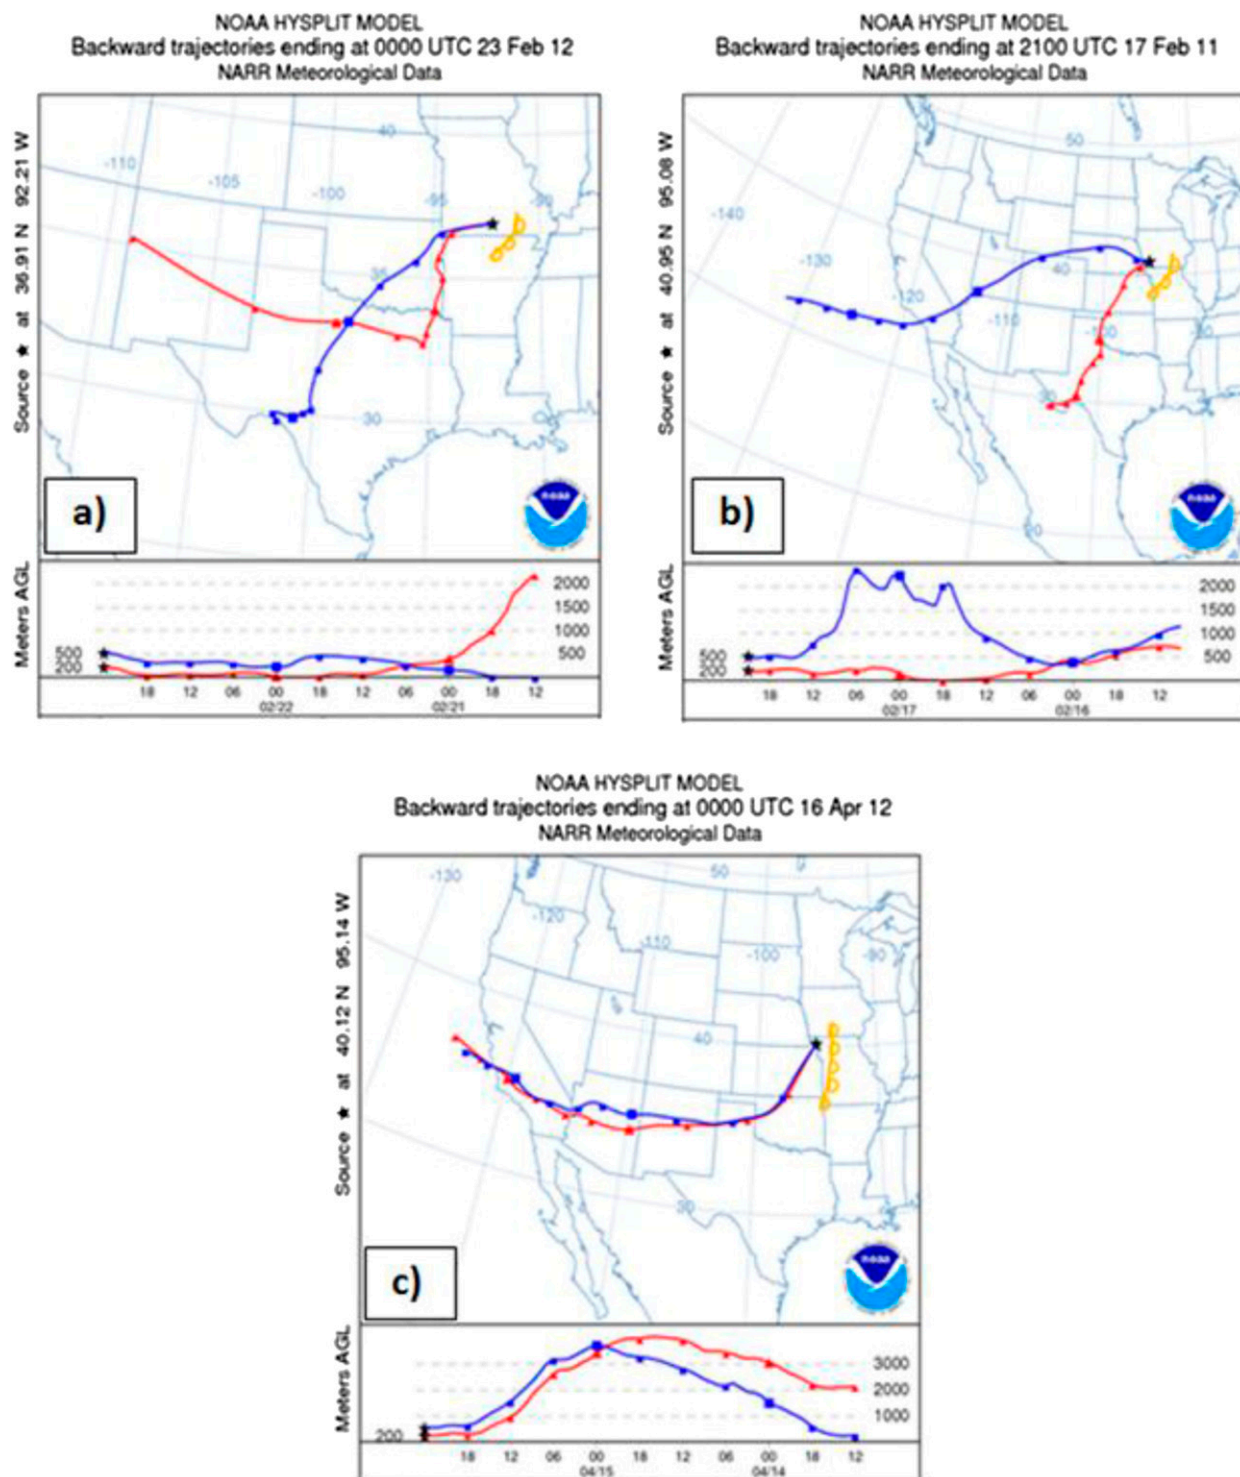 NOAA HYSPLIT MODEL
Backward trajectories ending at 0000 UTC 23 Feb 12
NARR Meteorological Data
Source ★ at 36.91 N 92.21 W
-110
-105
-100
-95
-90
40
35
30
a)
noaa
Meters AGL
2000
1500
1000
500
500
200
18 12 06 00 18 12 06 00 18 12
02/22 02/21
NOAA HYSPLIT MODEL
Backward trajectories ending at 2100 UTC 17 Feb 11
NARR Meteorological Data
Source ★ at 40.95 N 95.08 W
-140
-130
-120
-110
-100
50
40
30
b)
noaa
Meters AGL
2000
1500
1000
500
500
200
18 12 06 00 18 12 06 00 18 12
02/17 02/16
NOAA HYSPLIT MODEL
Backward trajectories ending at 0000 UTC 16 Apr 12
NARR Meteorological Data
Source ★ at 40.12 N 95.14 W
-130
-120
-110
-100
-90
50
40
30
c)
noaa
Meters AGL
3000
2000
1000
200
18 12 06 00 18 12 06 00 18 12
04/15 04/14